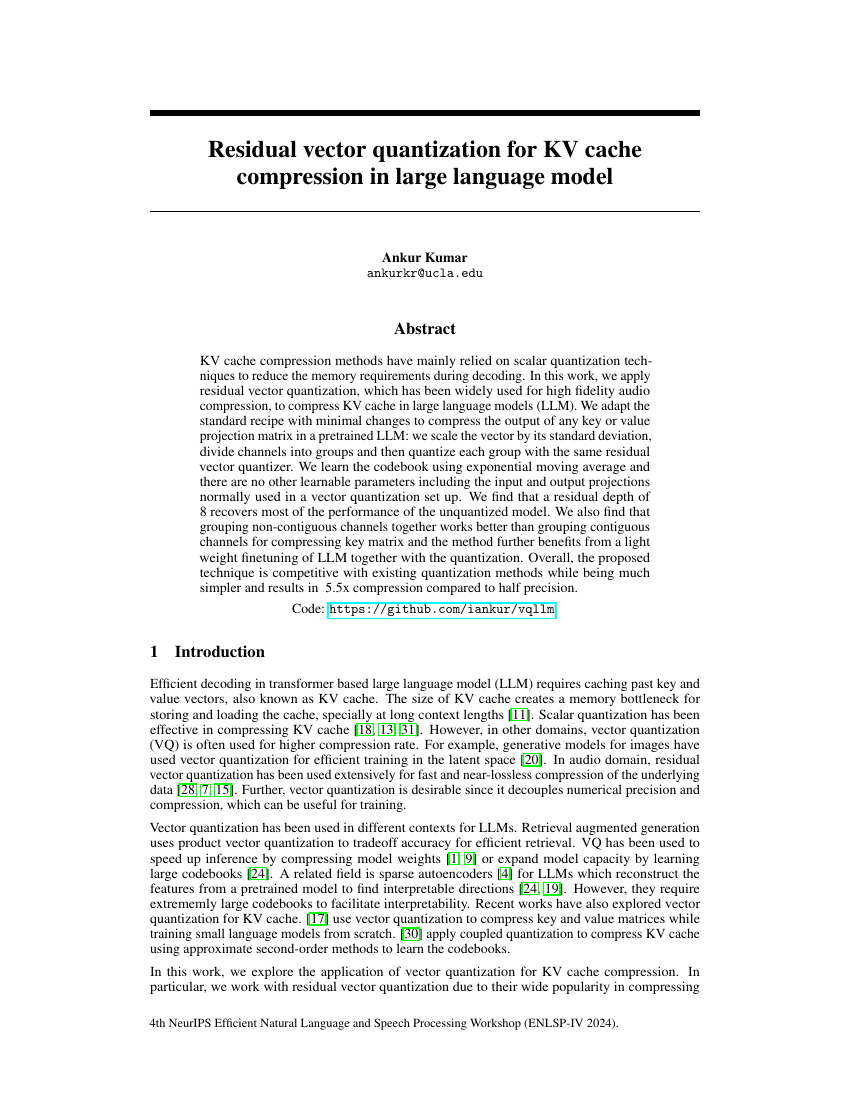 Residual vector quantization for KV cache
compression in large language model
Ankur Kumar
ankurkr@ucla.edu
Abstract
KV cache compression methods have mainly relied on scalar quantization tech-
niques to reduce the memory requirements during decoding. In this work, we apply
residual vector quantization, which has been widely used for high fidelity audio
compression, to compress KV cache in large language models (LLM). We adapt the
standard recipe with minimal changes to compress the output of any key or value
projection matrix in a pretrained LLM: we scale the vector by its standard deviation,
divide channels into groups and then quantize each group with the same residual
vector quantizer. We learn the codebook using exponential moving average and
there are no other learnable parameters including the input and output projections
normally used in a vector quantization set up. We find that a residual depth of
8 recovers most of the performance of the unquantized model. We also find that
grouping non-contiguous channels together works better than grouping contiguous
channels for compressing key matrix and the method further benefits from a light
weight finetuning of LLM together with the quantization. Overall, the proposed
technique is competitive with existing quantization methods while being much
simpler and results in 5.5x compression compared to half precision.
Code: https://github.com/iankur/vqllm
1 Introduction
Efficient decoding in transformer based large language model (LLM) requires caching past key and
value vectors, also known as KV cache. The size of KV cache creates a memory bottleneck for
storing and loading the cache, specially at long context lengths [11]. Scalar quantization has been
effective in compressing KV cache [18, 13, 31]. However, in other domains, vector quantization
(VQ) is often used for higher compression rate. For example, generative models for images have
used vector quantization for efficient training in the latent space [20]. In audio domain, residual
vector quantization has been used extensively for fast and near-lossless compression of the underlying
data [28, 7, 15]. Further, vector quantization is desirable since it decouples numerical precision and
compression, which can be useful for training.
Vector quantization has been used in different contexts for LLMs. Retrieval augmented generation
uses product vector quantization to tradeoff accuracy for efficient retrieval. VQ has been used to
speed up inference by compressing model weights [1, 9] or expand model capacity by learning
large codebooks [24]. A related field is sparse autoencoders [4] for LLMs which reconstruct the
features from a pretrained model to find interpretable directions [24, 19]. However, they require
extrememly large codebooks to facilitate interpretability. Recent works have also explored vector
quantization for KV cache. [17] use vector quantization to compress key and value matrices while
training small language models from scratch. [30] apply coupled quantization to compress KV cache
using approximate second-order methods to learn the codebooks.
In this work, we explore the application of vector quantization for KV cache compression. In
particular, we work with residual vector quantization due to their wide popularity in compressing
4th NeurIPS Efficient Natural Language and Speech Processing Workshop (ENLSP-IV 2024).